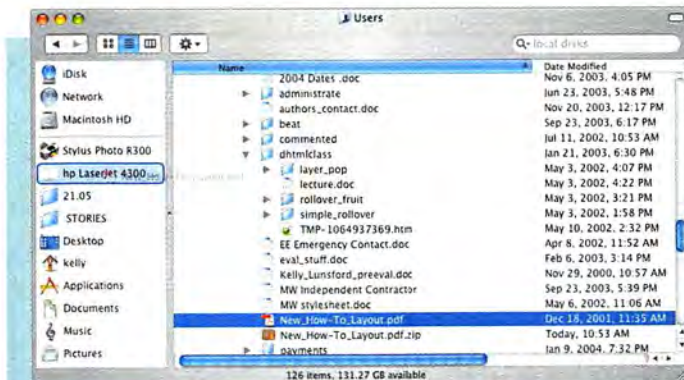 Users
local disks
iDisk
Network
Macintosh HD
Stylus Photo R300
hp LaserJet 4300
21.05
STORIES
Desktop
kelly
Applications
Documents
Music
Pictures
Name Date Modified
2004 Dates .doc Nov 6, 2003, 4:05 PM
administrate Jun 23, 2003, 5:48 PM
authors_contact.doc Nov 20, 2003, 12:17 PM
beat Sep 23, 2003, 6:17 PM
commented Jul 11, 2002, 10:53 AM
dhtmlclass Jan 21, 2003, 6:30 PM
layer_pop May 3, 2002, 4:07 PM
lecture.doc May 3, 2002, 4:22 PM
rollover_fruit May 3, 2002, 3:21 PM
simple_rollover May 3, 2002, 1:58 PM
TMP-1064937369.htm May 10, 2002, 2:32 PM
EE Emergency Contact.doc Apr 8, 2002, 11:52 AM
eval_stuff.doc Feb 6, 2003, 3:14 PM
Kelly_Lunsford_preeval.doc Nov 29, 2000, 10:57 AM
MW Independent Contractor Sep 23, 2003, 5:39 PM
MW stylesheet.doc May 6, 2002, 11:06 AM
New_How-To_Layout.pdf Dec 18, 2001, 11:35 AM
New_How-To_Layout.pdf.zip Today, 10:53 AM
payments Jan 9, 2004, 7:32 PM
126 items, 131.27 GB available